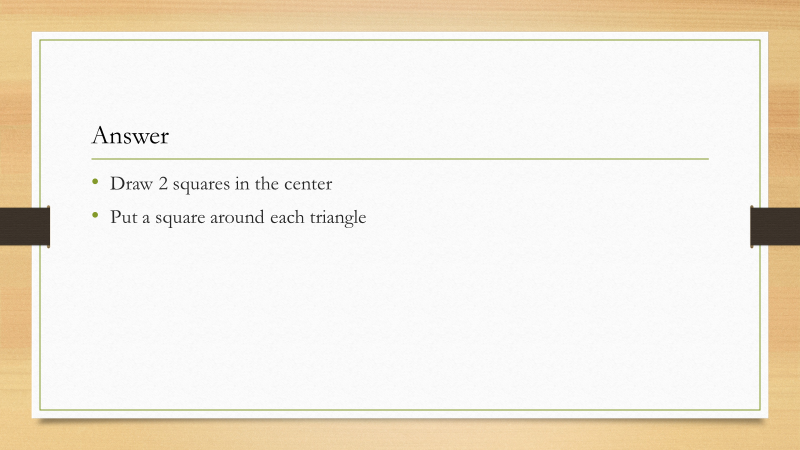 Answer
• Draw 2 squares in the center
• Put a square around each triangle